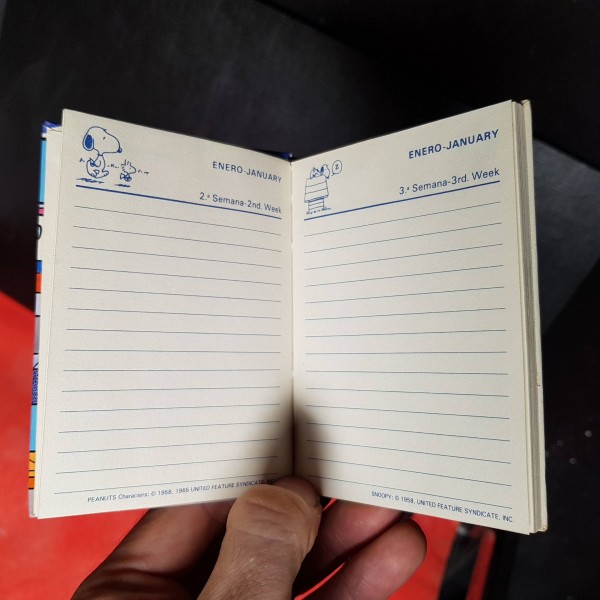 ENERO-JANUARY
2.ª Semana-2nd. Week
PEANUTS Characters: © 1958, 1965 UNITED FEATURE SYNDICATE, INC.
Z
ENERO-JANUARY
3.ª Semana-3rd. Week
SNOOPY: © 1958, UNITED FEATURE SYNDICATE, INC